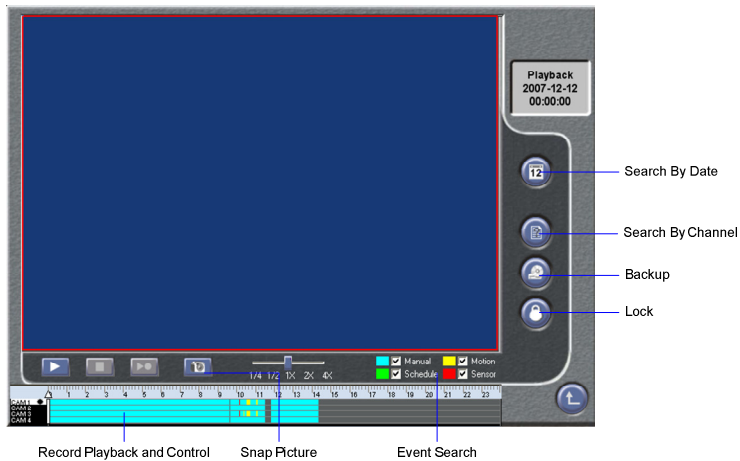 Playback
2007-12-12
00:00:00
12
Search By Date
Search By Channel
Backup
Lock
1/4 1/2 1X 2X 4X
Manual Motion
Schedule Sensor
1 2 3 4 5 6 7 8 9 10 11 12 13 14 15 16 17 18 19 20 21 22 23
CAM 1
CAM 2
CAM 3
CAM 4
Record Playback and Control
Snap Picture
Event Search